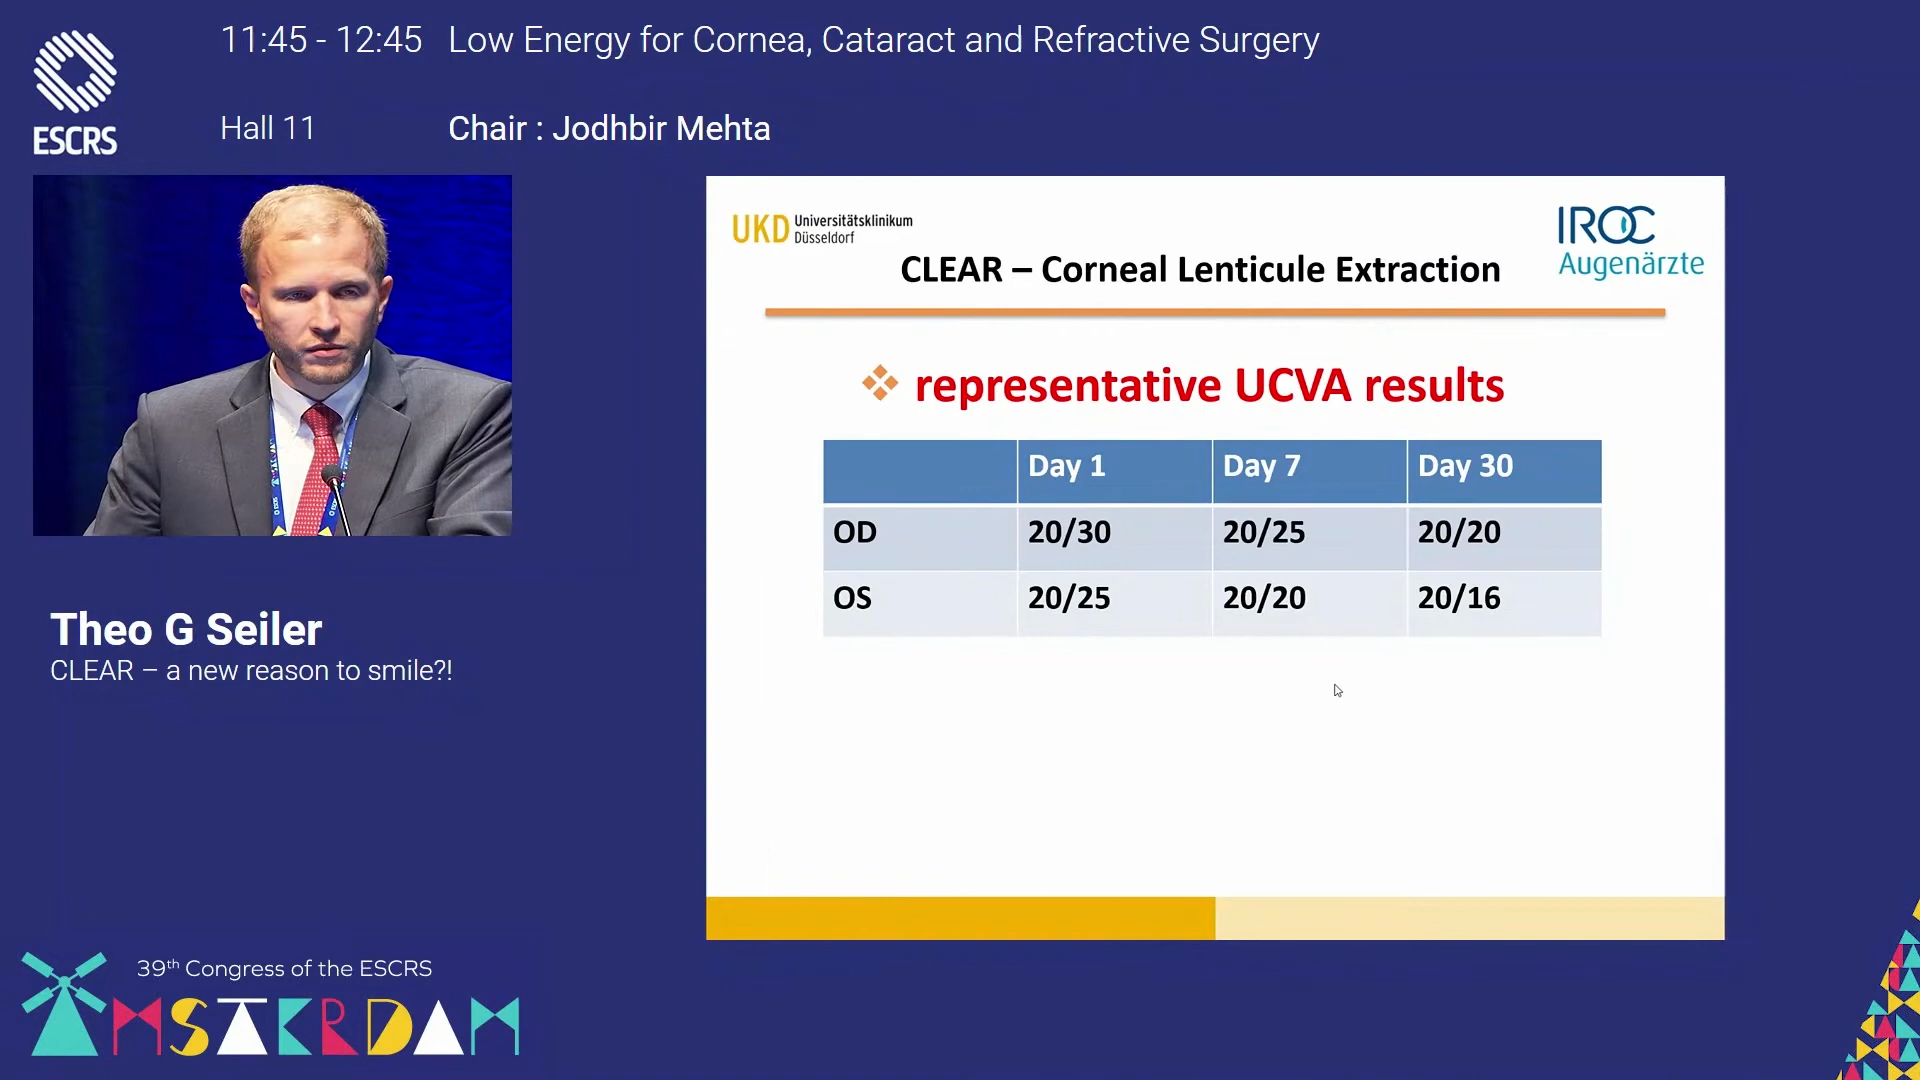 11:45 - 12:45 Low Energy for Cornea, Cataract and Refractive Surgery
ESCRS
Hall 11 Chair : Jodhbir Mehta
UKD Universitätsklinikum
Düsseldorf
IROC
Augenärzte
CLEAR – Corneal Lenticule Extraction
representative UCVA results
Day 1 Day 7 Day 30
OD 20/30 20/25 20/20
OS 20/25 20/20 20/16
Theo G Seiler
CLEAR – a new reason to smile?!
39th Congress of the ESCRS
AMSTERDAM